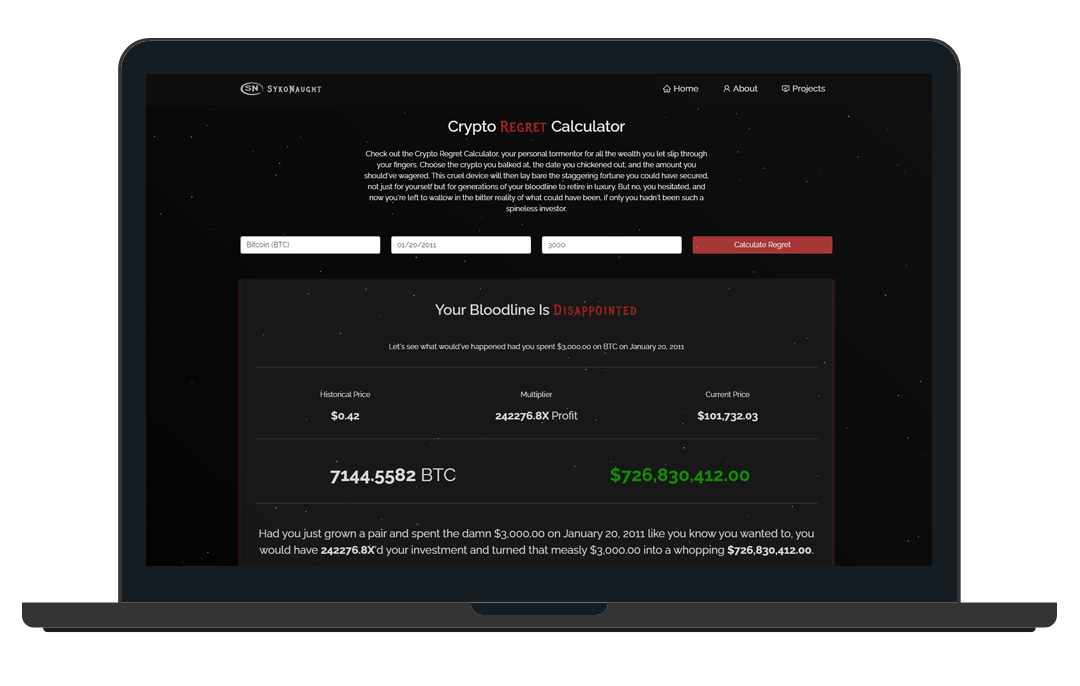 SN SykoNaught
Home About Projects
Crypto Regret Calculator
Check out the Crypto Regret Calculator, your personal tormentor for all the wealth you let slip through
your fingers. Choose the crypto you balked at, the date you chickened out, and the amount you
should've wagered. This cruel device will then lay bare the staggering fortune you could have secured,
not just for yourself but for generations of your bloodline to retire in luxury. But no, you hesitated, and
now you're left to wallow in the bitter reality of what could have been, if only you hadn't been such a
spineless investor.
Bitcoin (BTC) 01/20/2011 3000 Calculate Regret
Your Bloodline Is Disappointed
Let's see what would've happened had you spent $3,000.00 on BTC on January 20, 2011
Historical Price Multiplier Current Price
$0.42 242276.8X Profit $101,732.03
7144.5582 BTC $726,830,412.00
Had you just grown a pair and spent the damn $3,000.00 on January 20, 2011 like you know you wanted to, you
would have 242276.8X'd your investment and turned that measly $3,000.00 into a whopping $726,830,412.00.